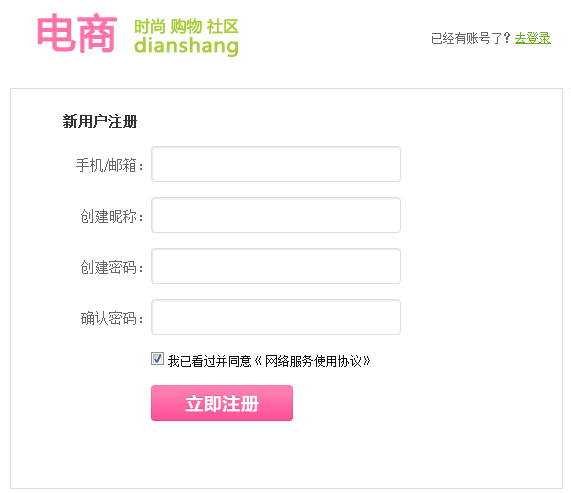 电商
时尚 购物 社区
dianshang
已经有账号了？去登录
新用户注册
手机/邮箱：
创建昵称：
创建密码：
确认密码：
我已看过并同意《网络服务使用协议》
立即注册